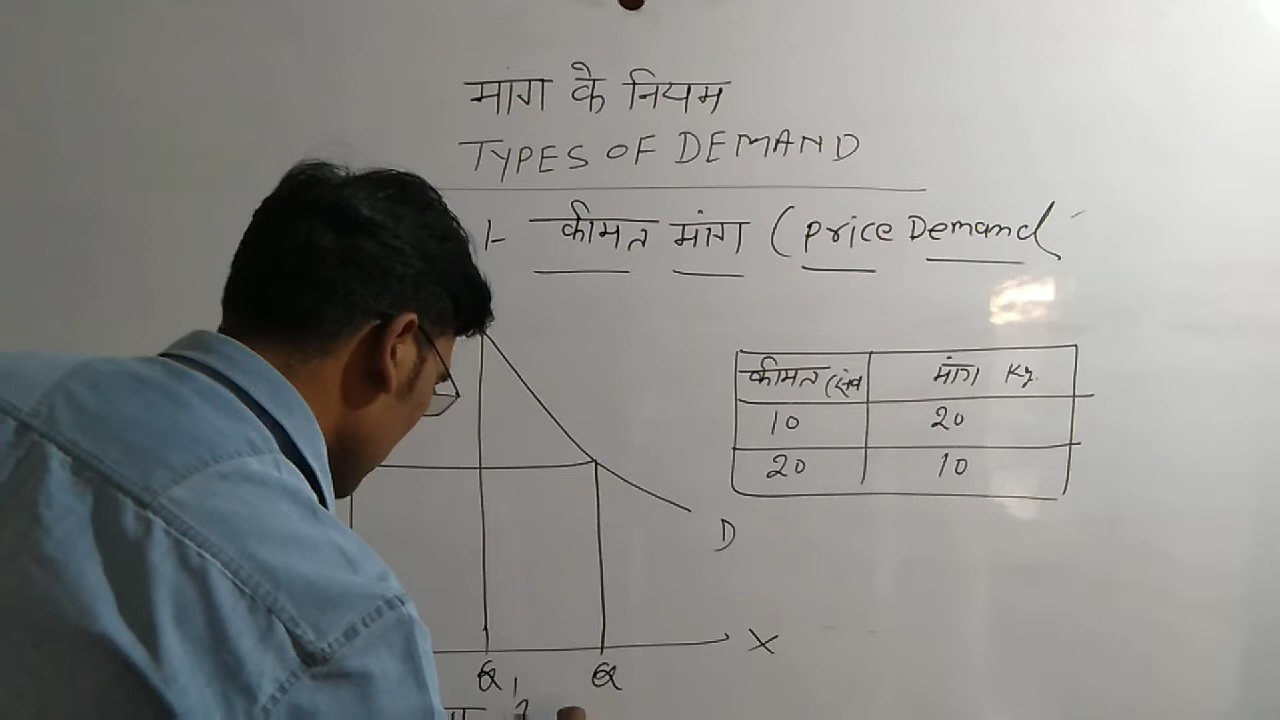 मांग के नियम
TYPES OF DEMAND
1- कीमत मांग (Price Demand
कीमत (सेब मांग Kg.
10 20
20 10
D
X
Q1 Q